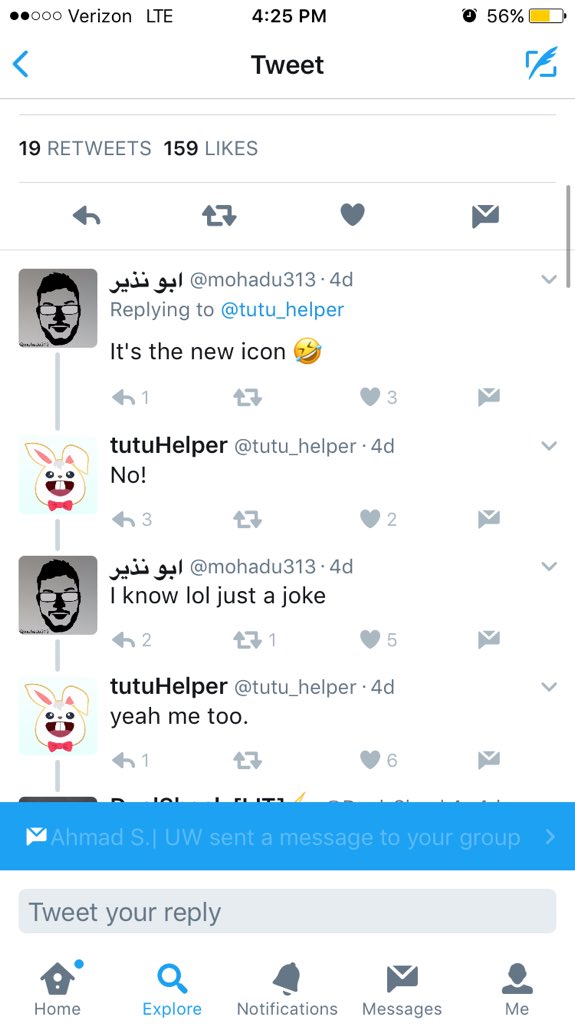 Verizon LTE 4:25 PM 56%
Tweet
19 RETWEETS 159 LIKES
ابو نذير @mohadu313 · 4d
Replying to @tutu_helper
It's the new icon 🤣
1 3
tutuHelper @tutu_helper · 4d
No!
3 2
ابو نذير @mohadu313 · 4d
I know lol just a joke
2 1 5
tutuHelper @tutu_helper · 4d
yeah me too.
1 6
Ahmad S.| UW sent a message to your group
Tweet your reply
Home Explore Notifications Messages Me